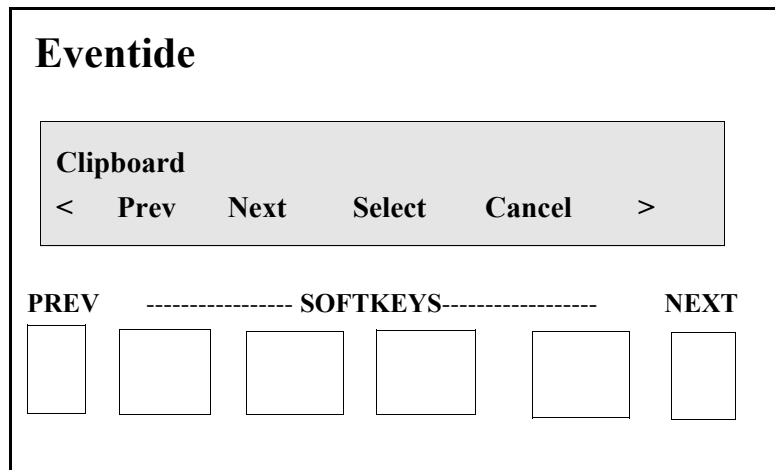 Eventide
Clipboard
< Prev Next Select Cancel >
PREV ----------------- SOFTKEYS------------------ NEXT